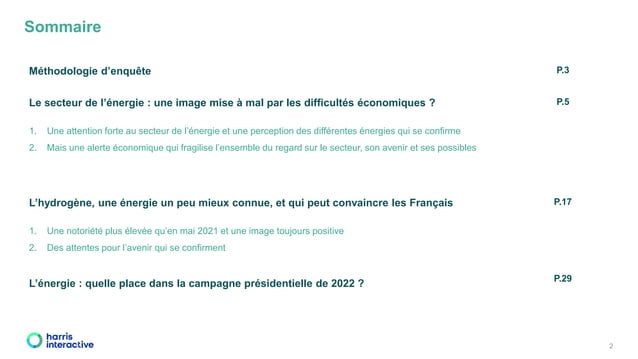 Sommaire
Méthodologie d’enquête P.3
Le secteur de l’énergie : une image mise à mal par les difficultés économiques ? P.5
1. Une attention forte au secteur de l’énergie et une perception des différentes énergies qui se confirme
2. Mais une alerte économique qui fragilise l’ensemble du regard sur le secteur, son avenir et ses possibles
L’hydrogène, une énergie un peu mieux connue, et qui peut convaincre les Français P.17
1. Une notoriété plus élevée qu’en mai 2021 et une image toujours positive
2. Des attentes pour l’avenir qui se confirment
L’énergie : quelle place dans la campagne présidentielle de 2022 ? P.29
harris
interactive
2